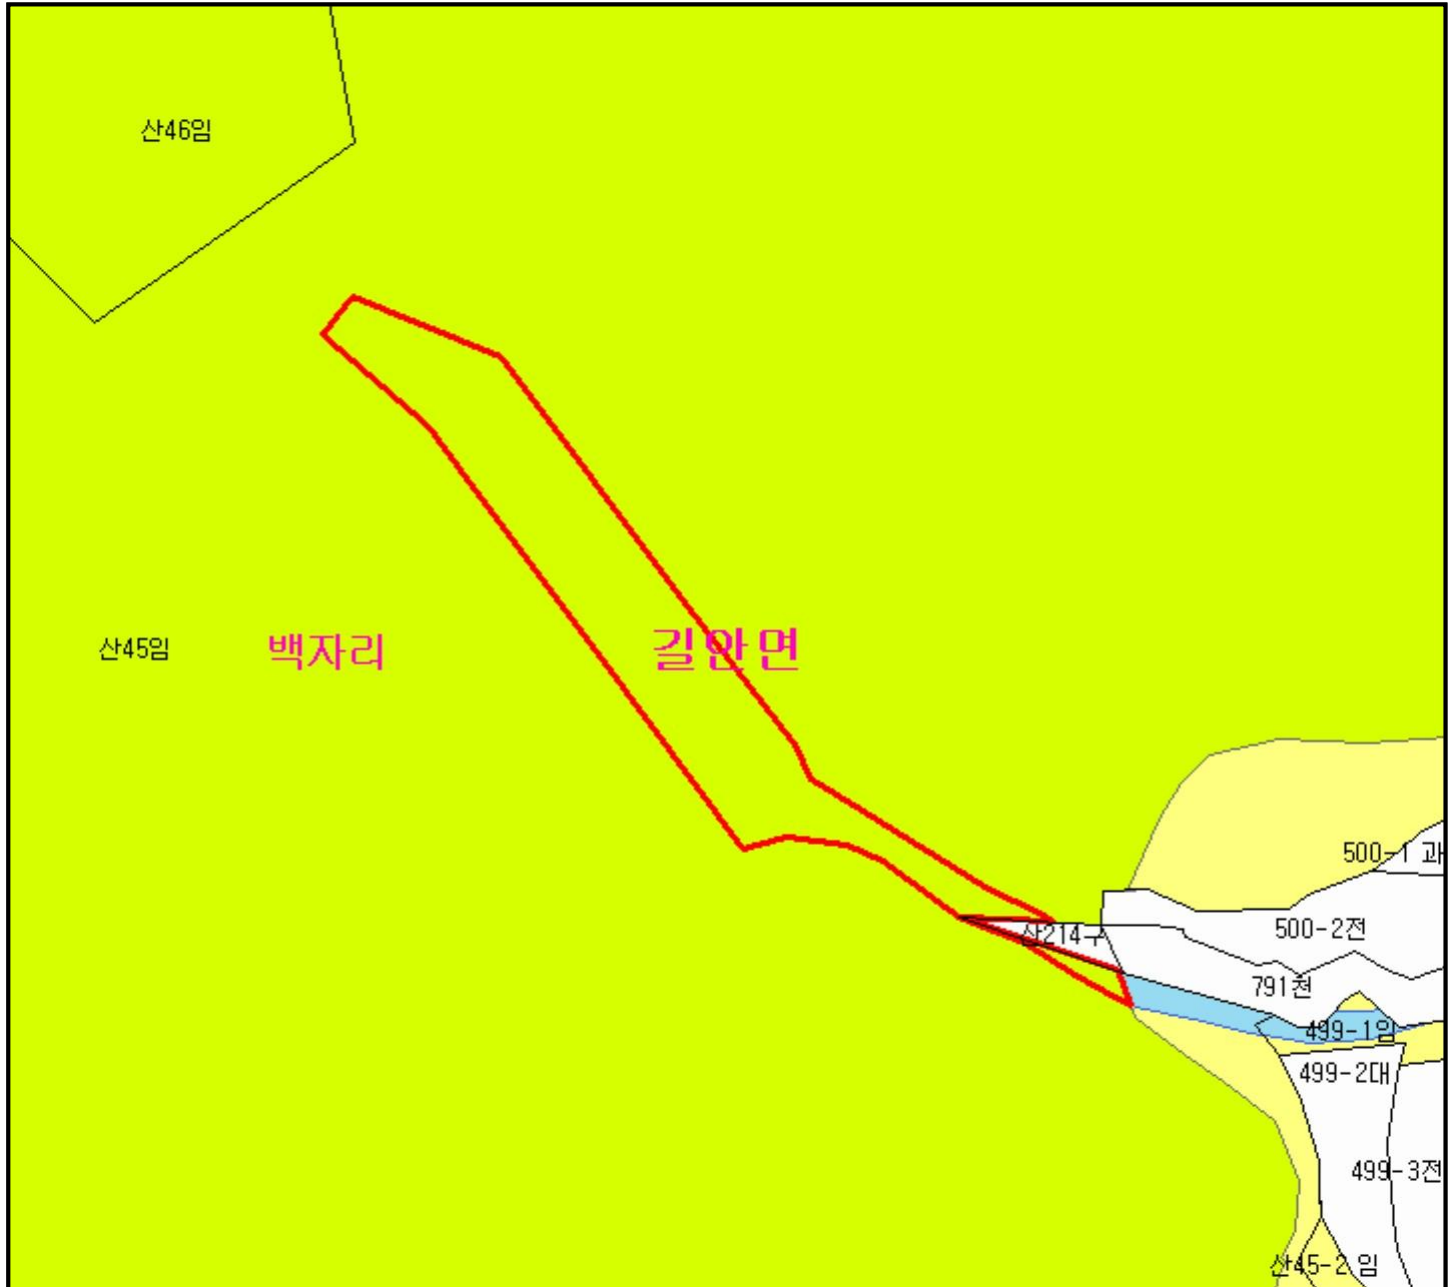 산46임
산45임
백자리
길안면
500-1 과
산214구
500-2전
791천
499-1임
499-2대
499-3전
산45-2 임